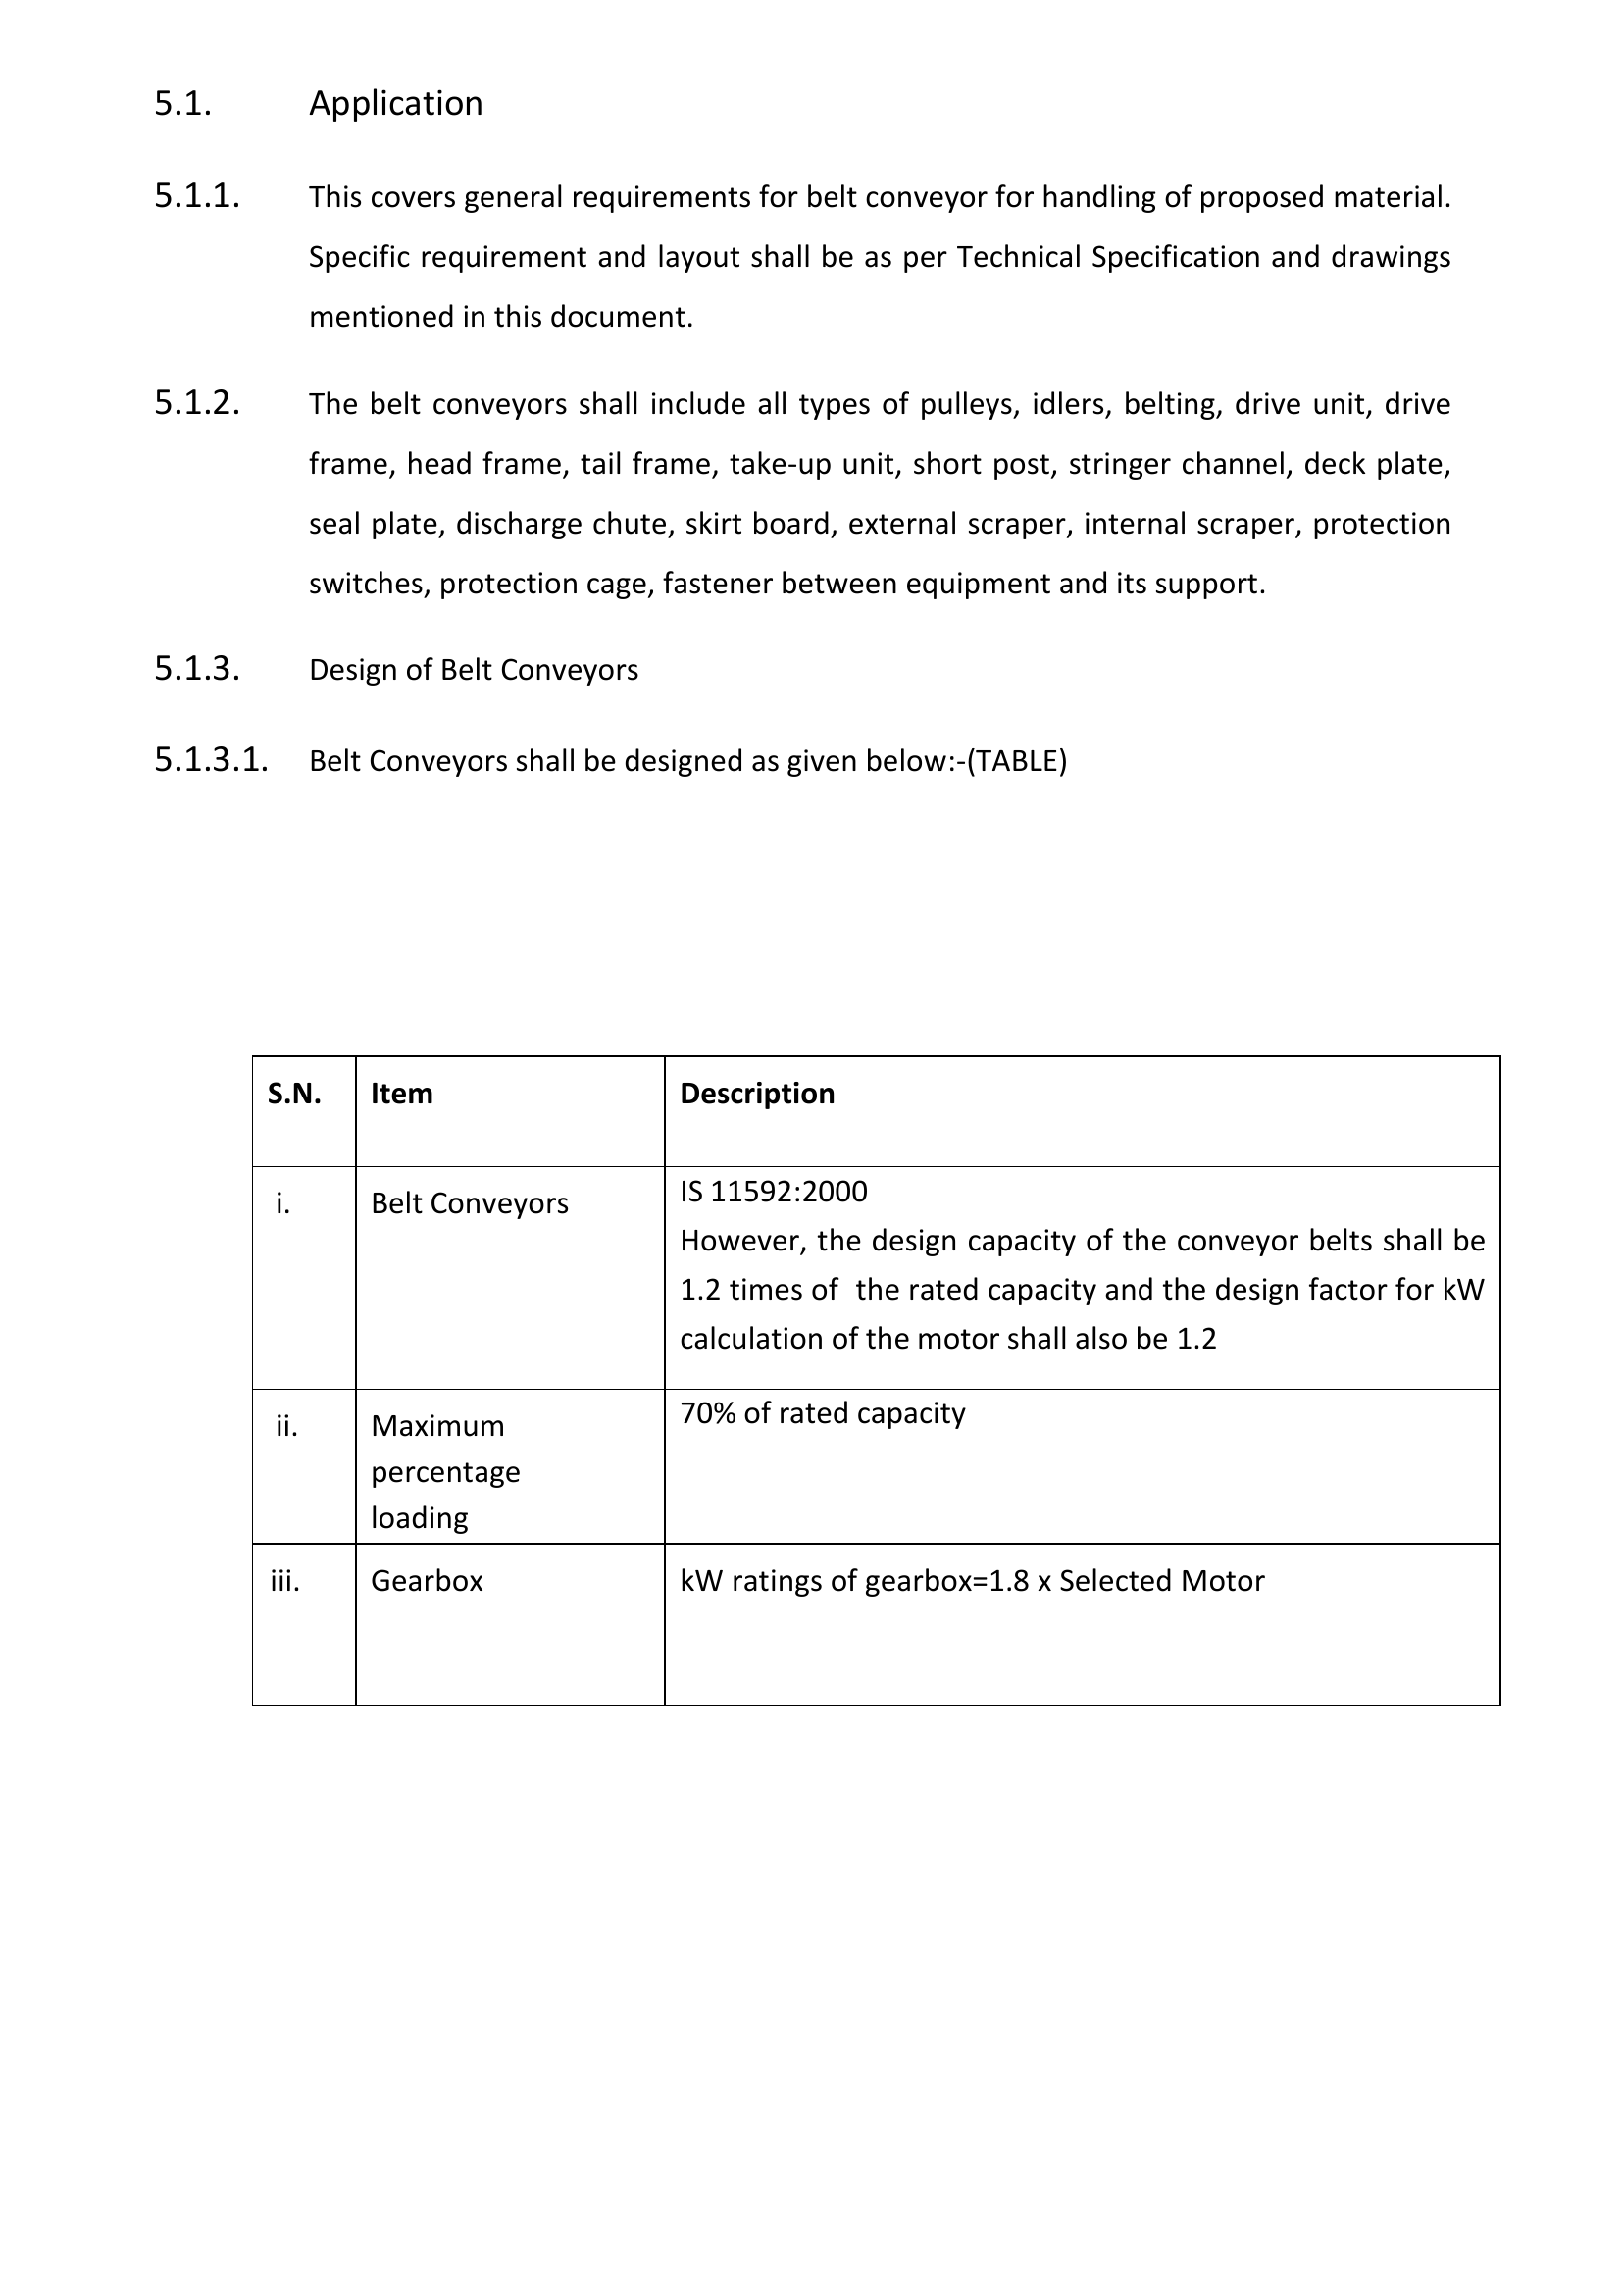 5.1. Application
5.1.1. This covers general requirements for belt conveyor for handling of proposed material.
Specific requirement and layout shall be as per Technical Specification and drawings
mentioned in this document.
5.1.2. The belt conveyors shall include all types of pulleys, idlers, belting, drive unit, drive
frame, head frame, tail frame, take-up unit, short post, stringer channel, deck plate,
seal plate, discharge chute, skirt board, external scraper, internal scraper, protection
switches, protection cage, fastener between equipment and its support.
5.1.3. Design of Belt Conveyors
5.1.3.1. Belt Conveyors shall be designed as given below:-(TABLE)
S.N. Item Description
i. Belt Conveyors IS 11592:2000
However, the design capacity of the conveyor belts shall be
1.2 times of  the rated capacity and the design factor for kW
calculation of the motor shall also be 1.2
ii. Maximum 70% of rated capacity
percentage
loading
iii. Gearbox kW ratings of gearbox=1.8 x Selected Motor